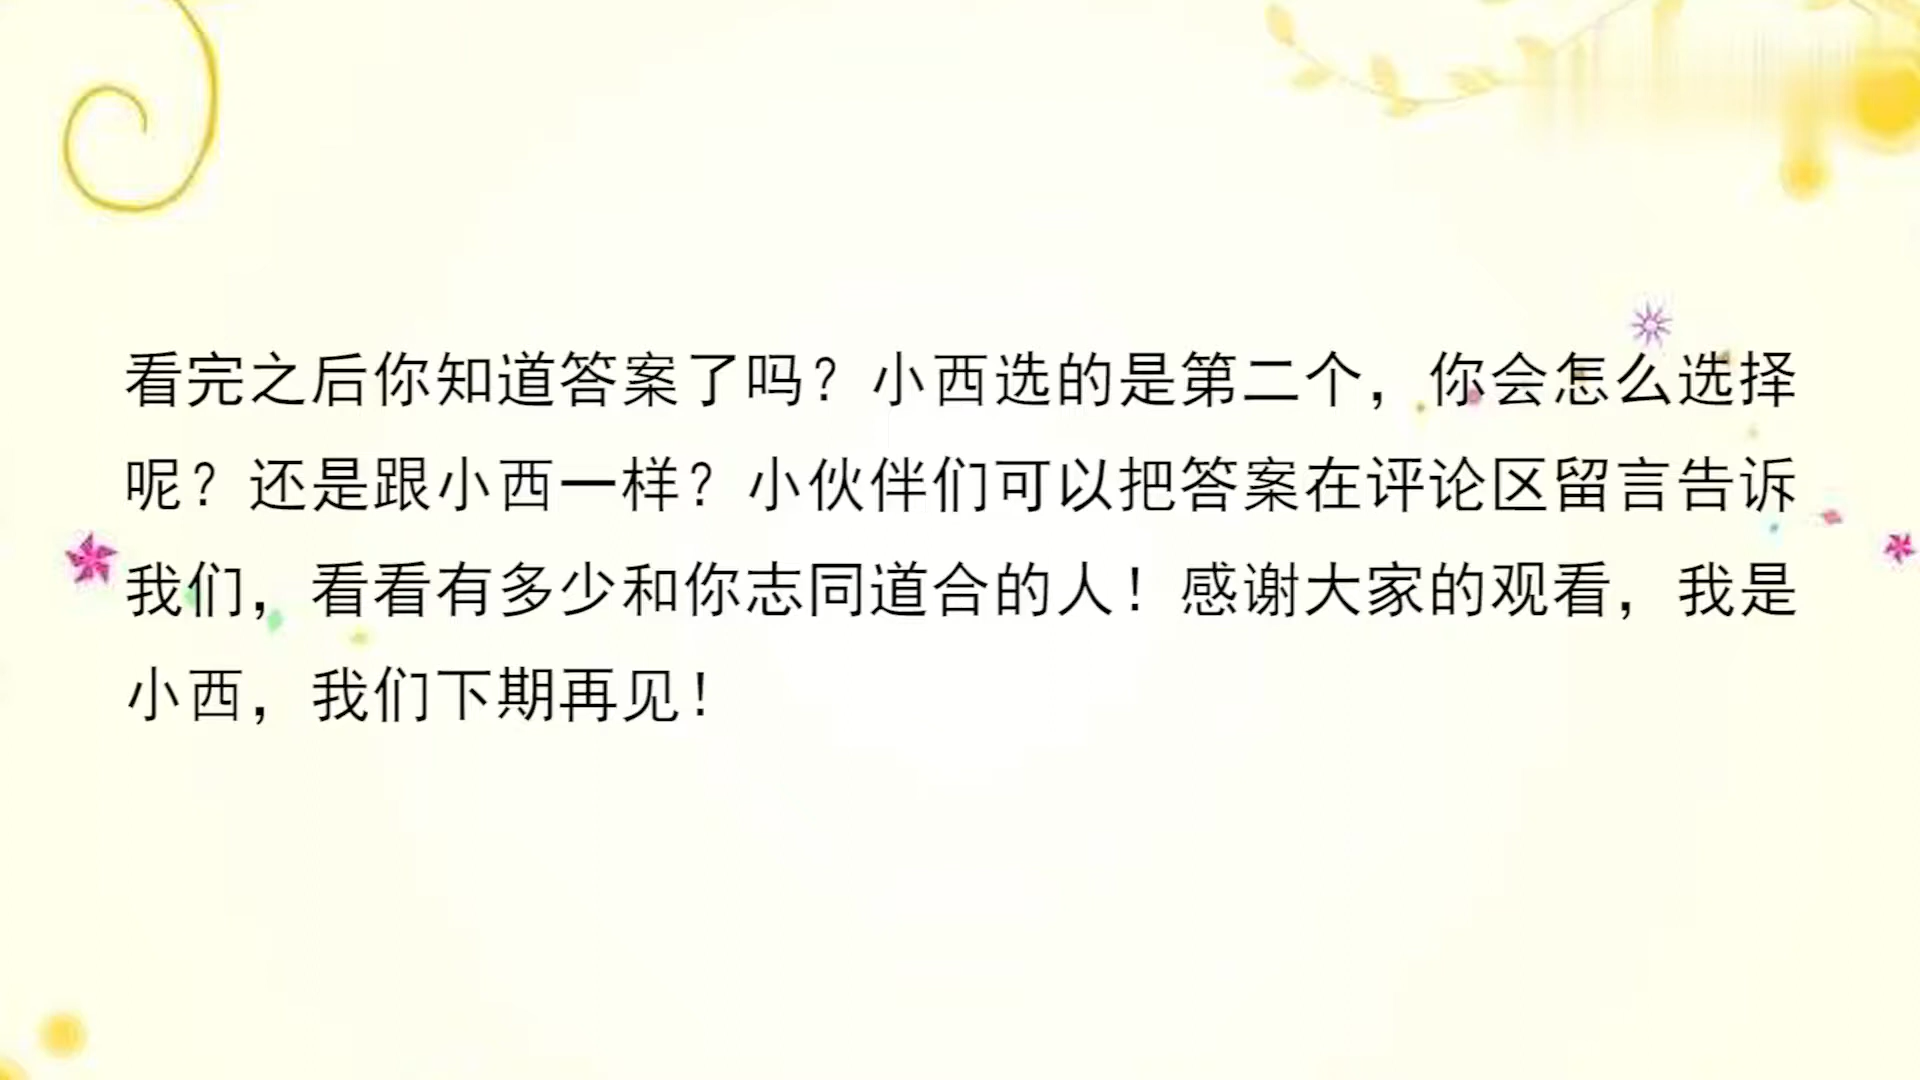 看完之后你知道答案了吗？小西选的是第二个，你会怎么选择
呢？还是跟小西一样？小伙伴们可以把答案在评论区留言告诉
我们，看看有多少和你志同道合的人！感谢大家的观看，我是
小西，我们下期再见！